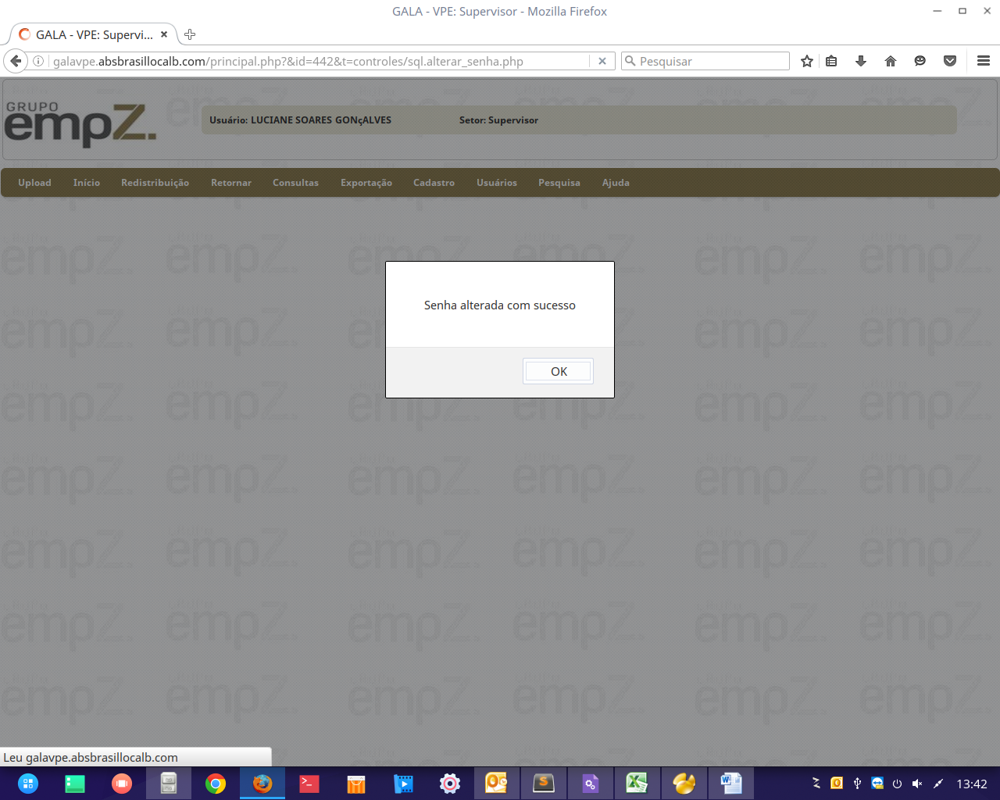 GALA - VPE: Supervisor - Mozilla Firefox
GALA - VPE: Supervi...
galavpe.absbrasillocalb.com/principal.php?&id=442&t=controles/sql.alterar_senha.php
Pesquisar
GRUPO
empZ.
Usuário: LUCIANE SOARES GONçALVES
Setor: Supervisor
Upload Início Redistribuição Retornar Consultas Exportação Cadastro Usuários Pesquisa Ajuda
Senha alterada com sucesso
OK
Leu galavpe.absbrasillocalb.com
13:42